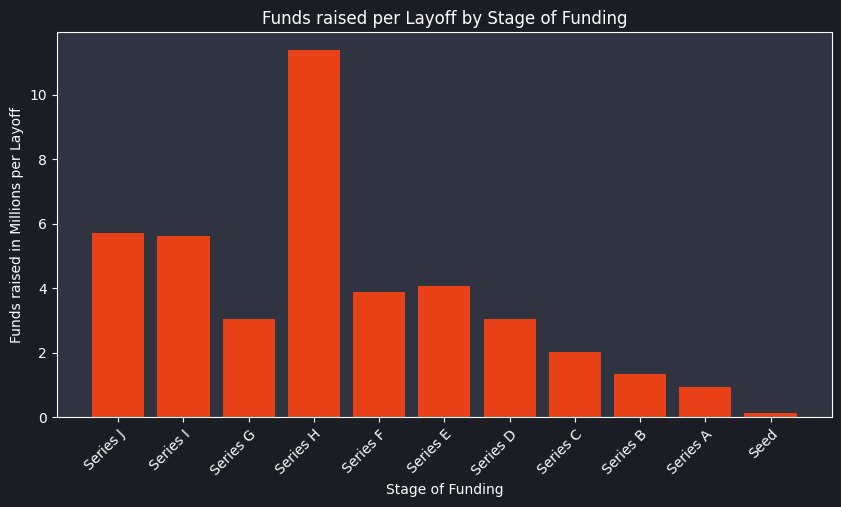 Funds raised per Layoff by Stage of Funding
Funds raised in Millions per Layoff
10
8
6
4
2
0
Series J
Series I
Series G
Series H
Series F
Series E
Series D
Series C
Series B
Series A
Seed
Stage of Funding